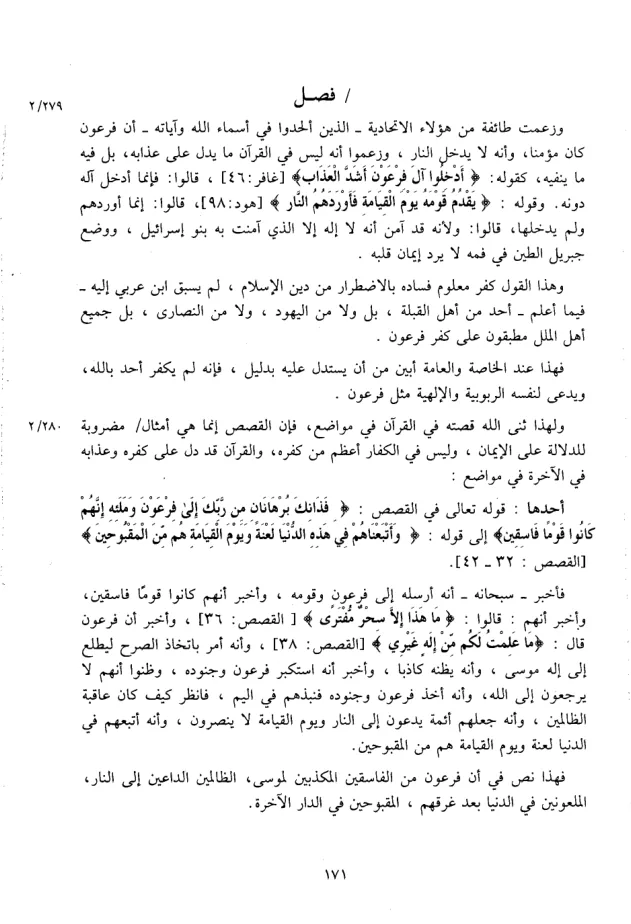 / فصـل
٢/٢٧٩
وزعمت طائفة من هؤلاء الاتحادية ـ الذين ألحدوا في أسماء الله وآياته ـ أن فرعون
كان مؤمنا، وأنه لا يدخل النار ، وزعموا أنه ليس في القرآن ما يدل على عذابه، بل فيه
ما ينفيه، كقوله: ﴿ أَدْخِلُوا آلَ فِرْعَوْنَ أَشَدَّ الْعَذَابِ﴾ [غافر:٤٦] ، قالوا: فإنما أدخل آله
دونه. وقوله : ﴿ يَقْدُمُ قَوْمَهُ يَوْمَ الْقِيَامَةِ فَأَوْرَدَهُمُ النَّارَ ﴾ [هود:٩٨]، قالوا: إنما أوردهم
ولم يدخلها، قالوا: ولأنه قد آمن أنه لا إله إلا الذي آمنت به بنو إسرائيل ، ووضع
جبريل الطين في فمه لا يرد إيمان قلبه .
وهذا القول كفر معلوم فساده بالاضطرار من دين الإسلام ، لم يسبق ابن عربي إليه ـ
فيما أعلم ـ أحد من أهل القبلة ، بل ولا من اليهود ، ولا من النصارى ، بل جميع
أهل الملل مطبقون على كفر فرعون .
فهذا عند الخاصة والعامة أبين من أن يستدل عليه بدليل ، فإنه لم يكفر أحد بالله،
ويدعى لنفسه الربوبية والإلهية مثل فرعون .
ولهذا ثنى الله قصته في القرآن في مواضع، فإن القصص إنما هي أمثال/ مضروبة
٢/٢٨٠
للدلالة على الإيمان ، وليس في الكفار أعظم من كفره، والقرآن قد دل على كفره وعذابه
في الآخرة في مواضع :
أحدها : قوله تعالى في القصص : ﴿ فَذَانِكَ بُرْهَانَانِ مِن رَّبِّكَ إِلَىٰ فِرْعَوْنَ وَمَلَئِهِ إِنَّهُمْ
كَانُوا قَوْمًا فَاسِقِينَ﴾ إلى قوله : ﴿ وَأَتْبَعْنَاهُمْ فِي هَذِهِ الدُّنْيَا لَعْنَةً وَيَوْمَ الْقِيَامَةِ هُم مِّنَ الْمَقْبُوحِينَ ﴾
[القصص : ٣٢ ـ ٤٢].
فأخبر ـ سبحانه ـ أنه أرسله إلى فرعون وقومه ، وأخبر أنهم كانوا قومًا فاسقين،
وأخبر أنهم : قالوا : ﴿ مَا هَذَا إِلاَّ سِحْرٌ مُّفْتَرًى ﴾ [ القصص: ٣٦] ، وأخبر أن فرعون
قال : ﴿مَا عَلِمْتُ لَكُم مِّنْ إِلَهٍ غَيْرِي ﴾ [القصص: ٣٨] ، وأنه أمر باتخاذ الصرح ليطلع
إلى إله موسى ، وأنه يظنه كاذبا ، وأخبر أنه استكبر فرعون وجنوده ، وظنوا أنهم لا
يرجعون إلى الله، وأنه أخذ فرعون وجنوده فنبذهم في اليم ، فانظر كيف كان عاقبة
الظالمين ، وأنه جعلهم أئمة يدعون إلى النار ويوم القيامة لا ينصرون ، وأنه أتبعهم في
الدنيا لعنة ويوم القيامة هم من المقبوحين.
فهذا نص في أن فرعون من الفاسقين المكذبين لموسى، الظالمين الداعين إلى النار،
الملعونين في الدنيا بعد غرقهم ، المقبوحين في الدار الآخرة.
١٧١